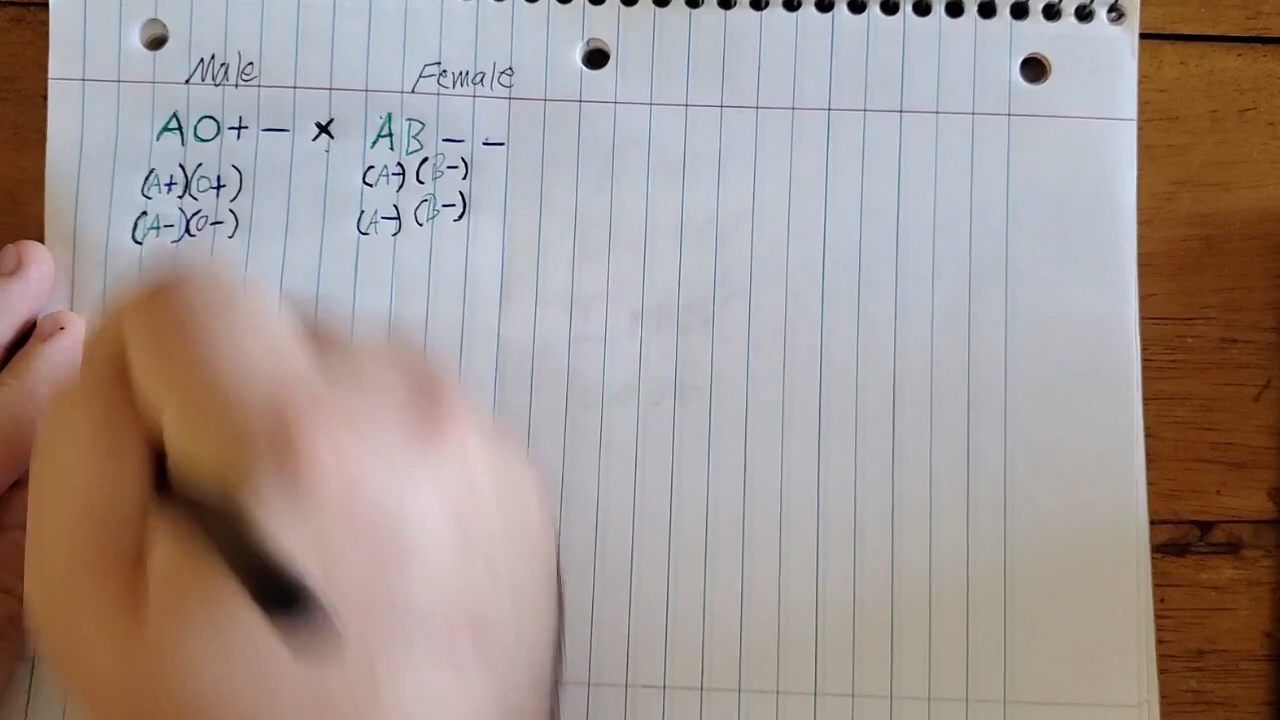 Male Female
AO+- × AB--
(A+)(O+) (A-)(B-)
(A-)(O-) (A-)(B-)